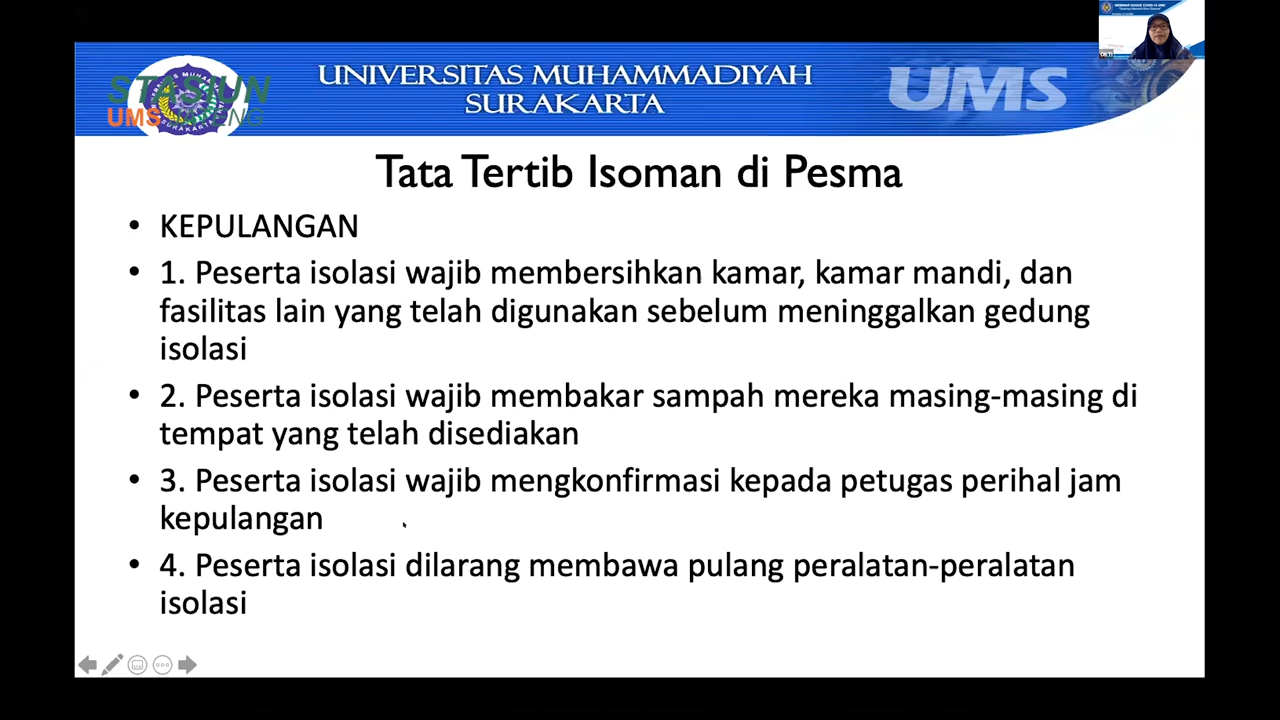 UNIVERSITAS MUHAMMADIYAH
SURAKARTA
UMS
STASIUN
UMS
Tata Tertib Isoman di Pesma
• KEPULANGAN
• 1. Peserta isolasi wajib membersihkan kamar, kamar mandi, dan
fasilitas lain yang telah digunakan sebelum meninggalkan gedung
isolasi
• 2. Peserta isolasi wajib membakar sampah mereka masing-masing di
tempat yang telah disediakan
• 3. Peserta isolasi wajib mengkonfirmasi kepada petugas perihal jam
kepulangan
• 4. Peserta isolasi dilarang membawa pulang peralatan-peralatan
isolasi